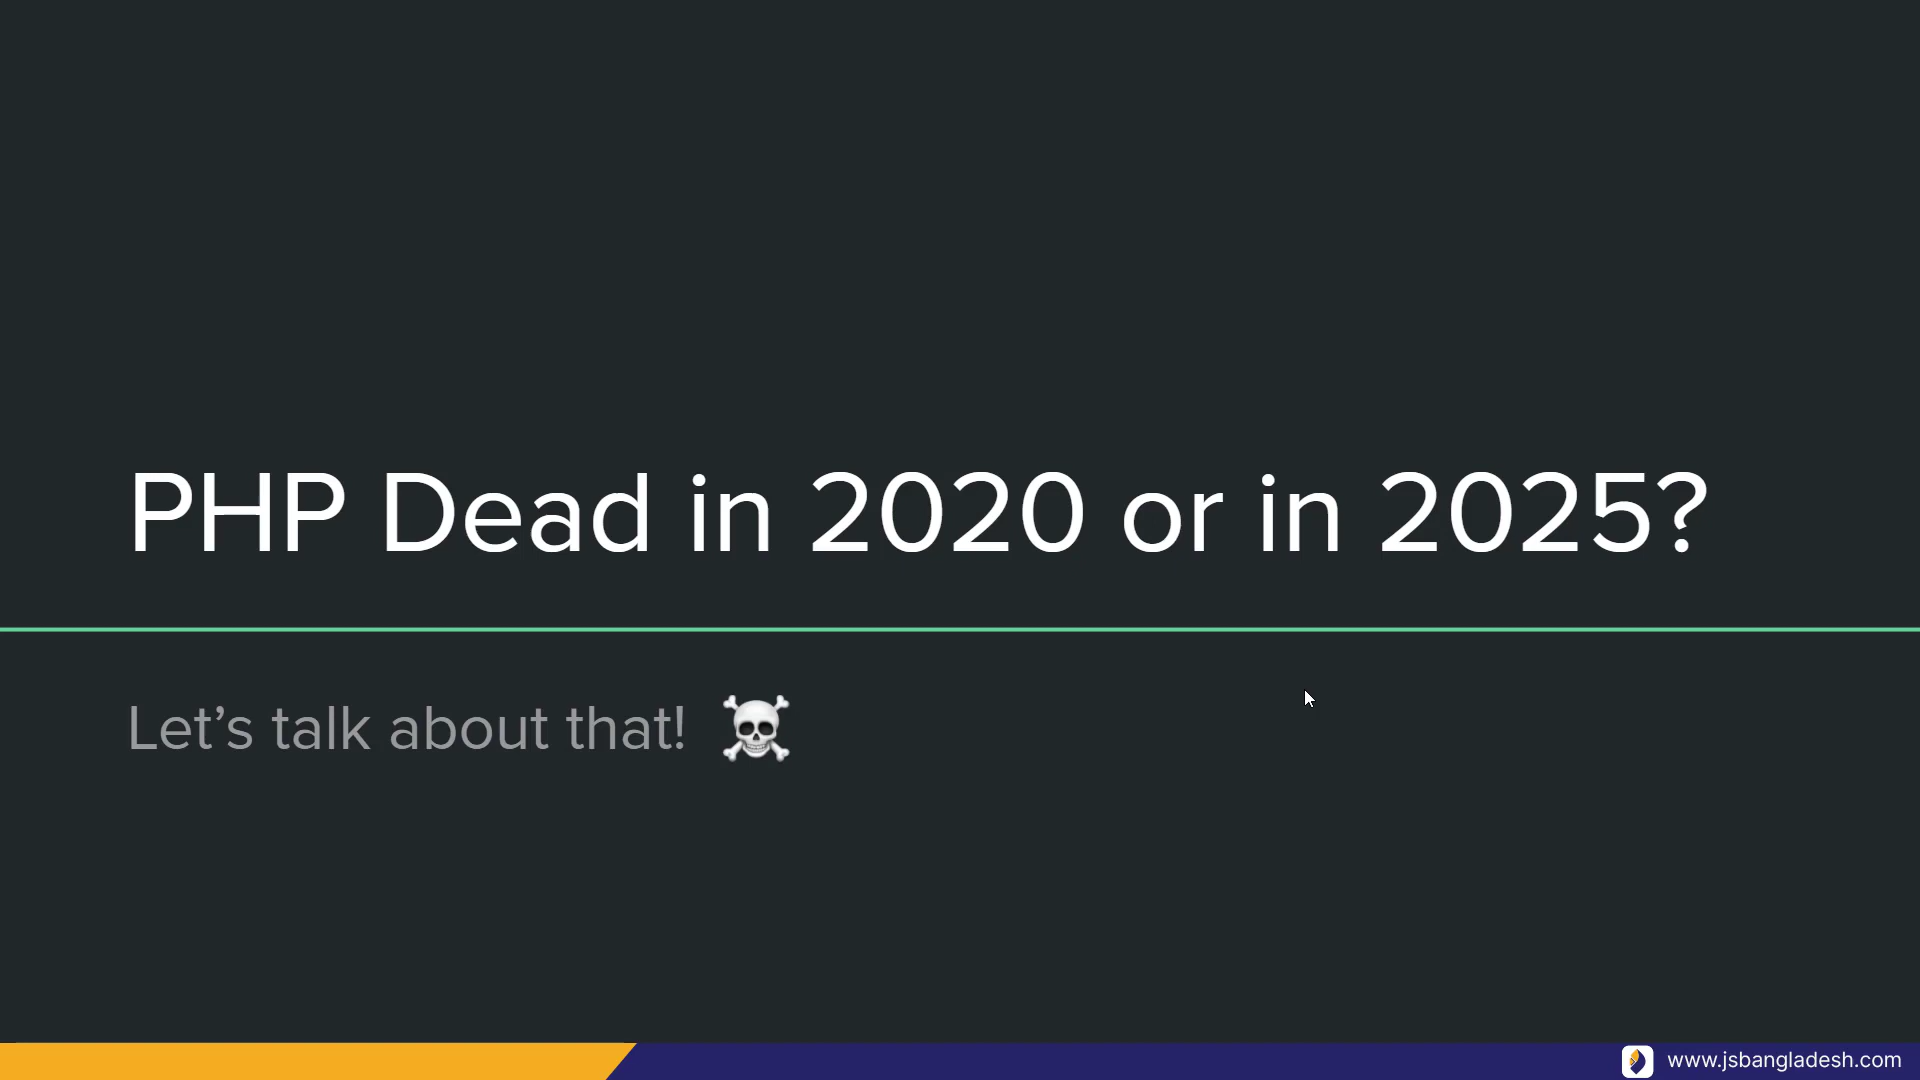 PHP Dead in 2020 or in 2025?
Let’s talk about that! ☠️
www.jsbangladesh.com